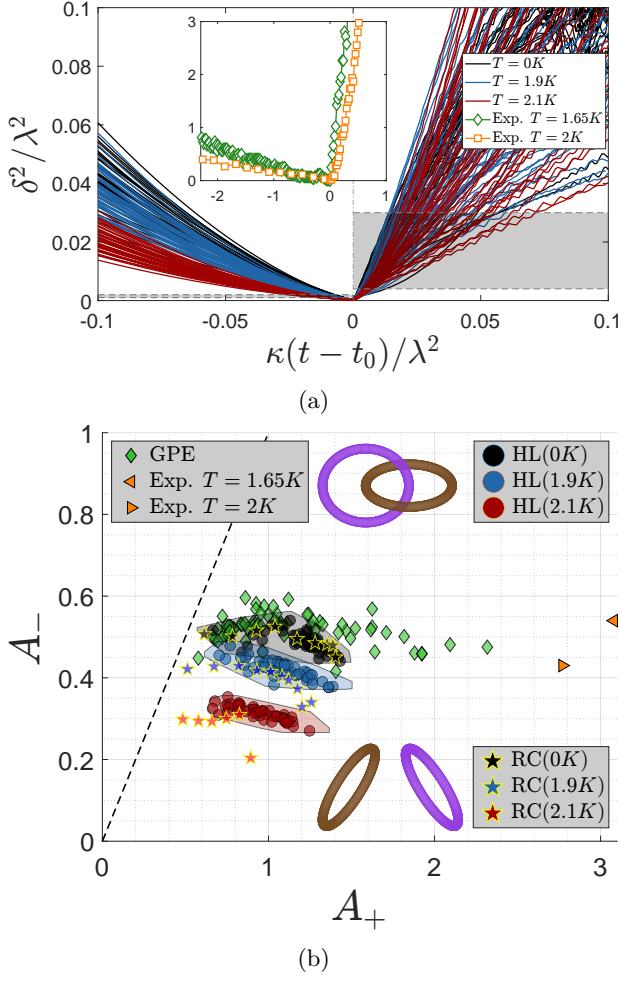 0.1
0.08
0.06
0.04
0.02
0
δ²/λ²
3
2
1
0
-2
-1
0
1
T = 0K
T = 1.9K
T = 2.1K
Exp. T = 1.65K
Exp. T = 2K
-0.1
-0.05
0
0.05
0.1
κ(t − t₀)/λ²
(a)
1
0.8
0.6
0.4
0.2
0
A₋
GPE
Exp. T = 1.65K
Exp. T = 2K
HL(0K)
HL(1.9K)
HL(2.1K)
RC(0K)
RC(1.9K)
RC(2.1K)
0
1
2
3
A₊
(b)